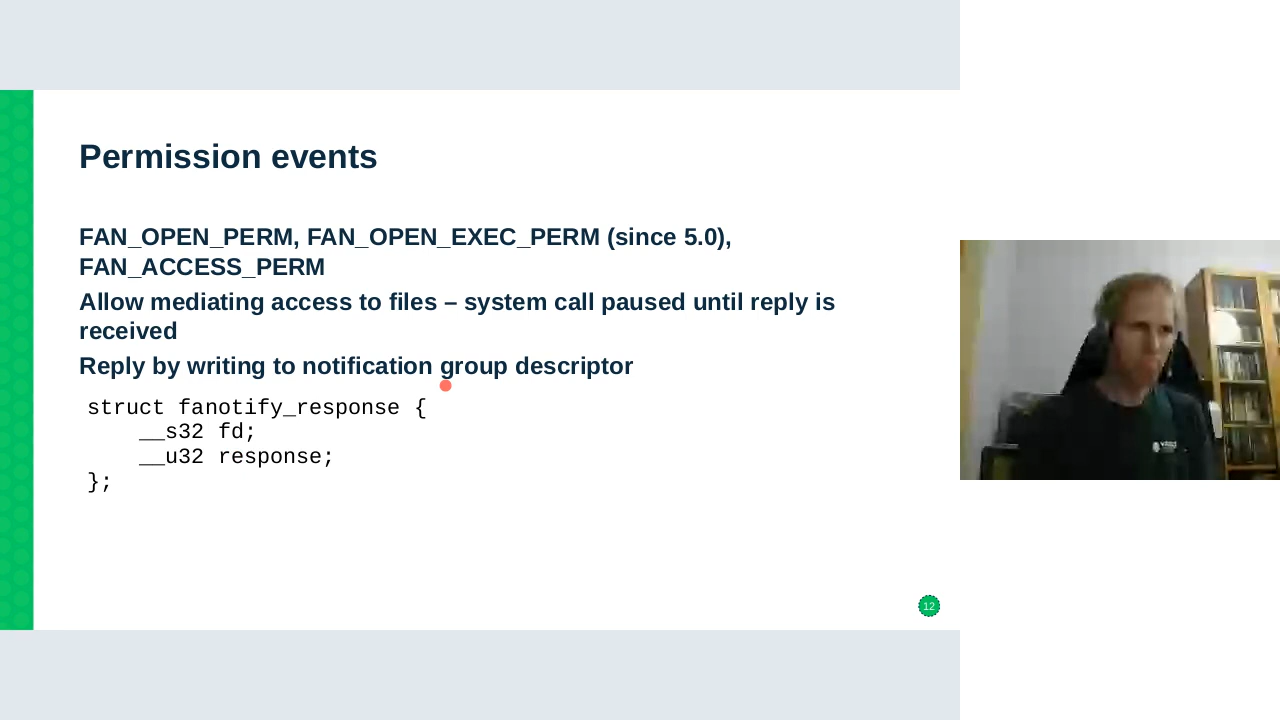 Permission events
FAN_OPEN_PERM, FAN_OPEN_EXEC_PERM (since 5.0),
FAN_ACCESS_PERM
Allow mediating access to files – system call paused until reply is
received
Reply by writing to notification group descriptor
struct fanotify_response {
    __s32 fd;
    __u32 response;
};
12